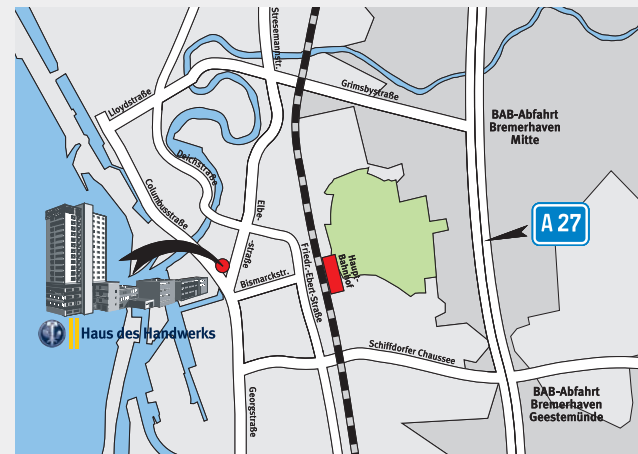 Stresemannstr.
Lloydstraße
Grimsbystraße
BAB-Abfahrt
Bremerhaven
Mitte
Deichstraße
Columbusstraße
Elbe-
straße
A 27
Friedr.-Ebert-Straße
Haupt-
Bahnhof
Bismarckstr.
Haus des Handwerks
Schiffdorfer Chaussee
Georgstraße
BAB-Abfahrt
Bremerhaven
Geestemünde